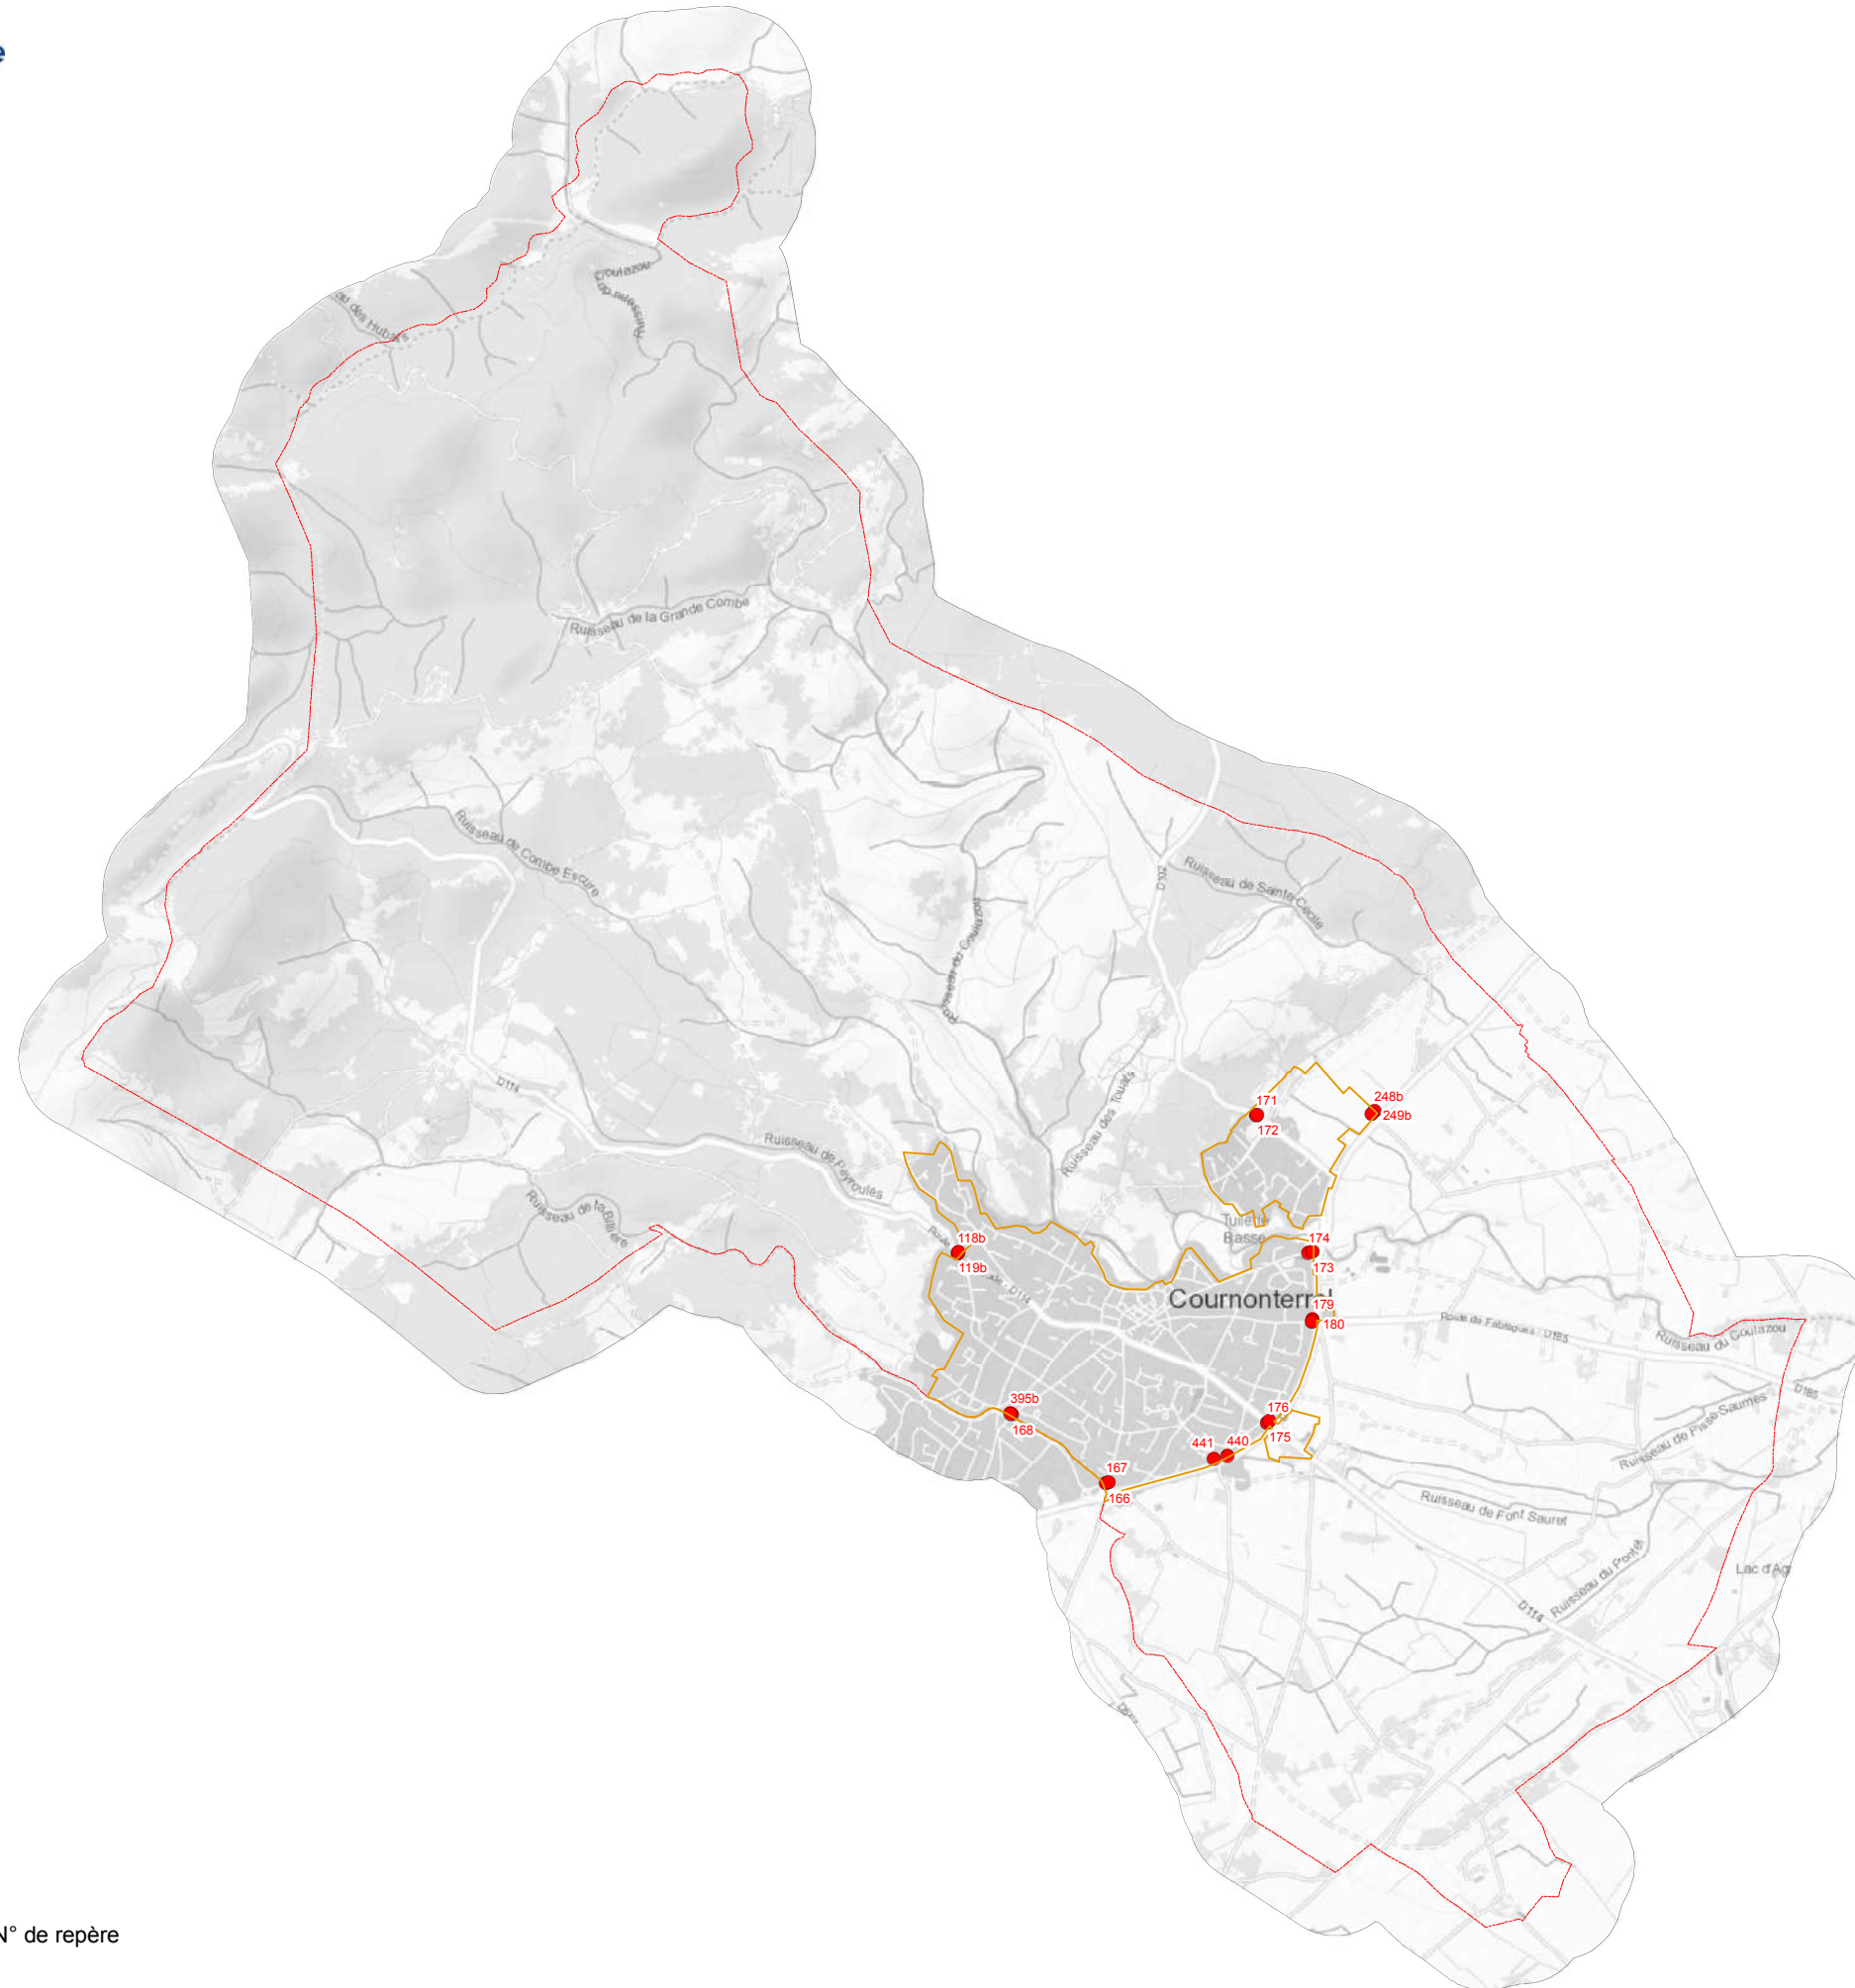 e
Ruisseau du
Coulazou
au des Hubacs
Ruisseau de la Grande Combe
Ruisseau de Combe Escure
D102
Ruisseau de Sainte Cécile
Ruisseau du Coulazou
D114
Ruisseau des Touats
171
172
248b
249b
Ruisseau de Peyroulés
Ruisseau de la Billière
Tuilerie
Basse
118b
119b
Route
D114
174
173
Cournonterral
179
180
Route de Fabrègues - D185
Ruisseau du Coulazou
D185
395b
168
176
175
441
440
Ruisseau de Pisse-Saumes
167
166
Ruisseau de Font Sauret
Ruisseau du Pontel
Lac d'Ag
D114
N° de repère